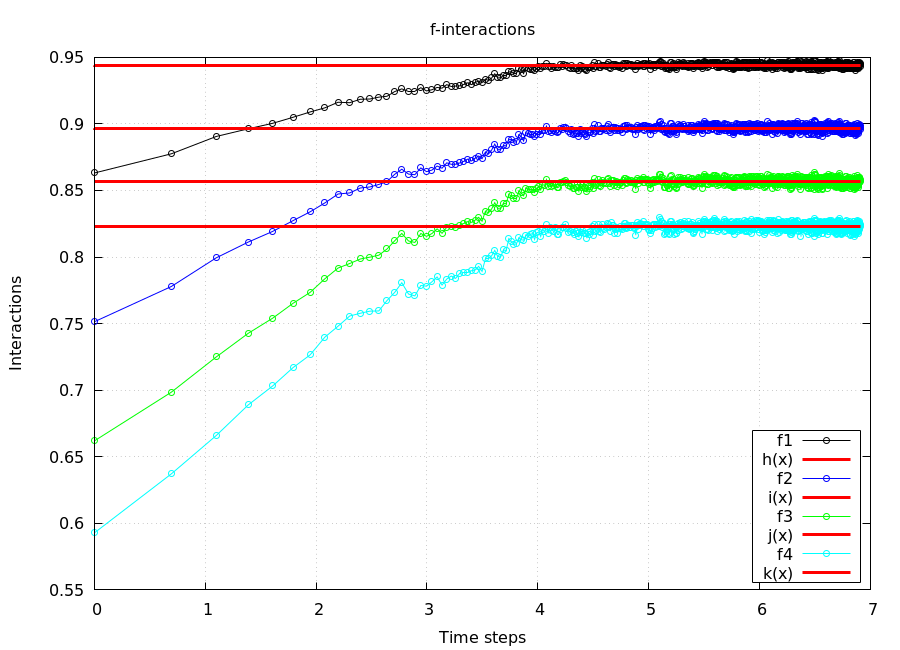 f-interactions
0.95
0.9
0.85
0.8
0.75
0.7
0.65
0.6
0.55
Interactions
0 1 2 3 4 5 6 7
Time steps
f1
h(x)
f2
i(x)
f3
j(x)
f4
k(x)